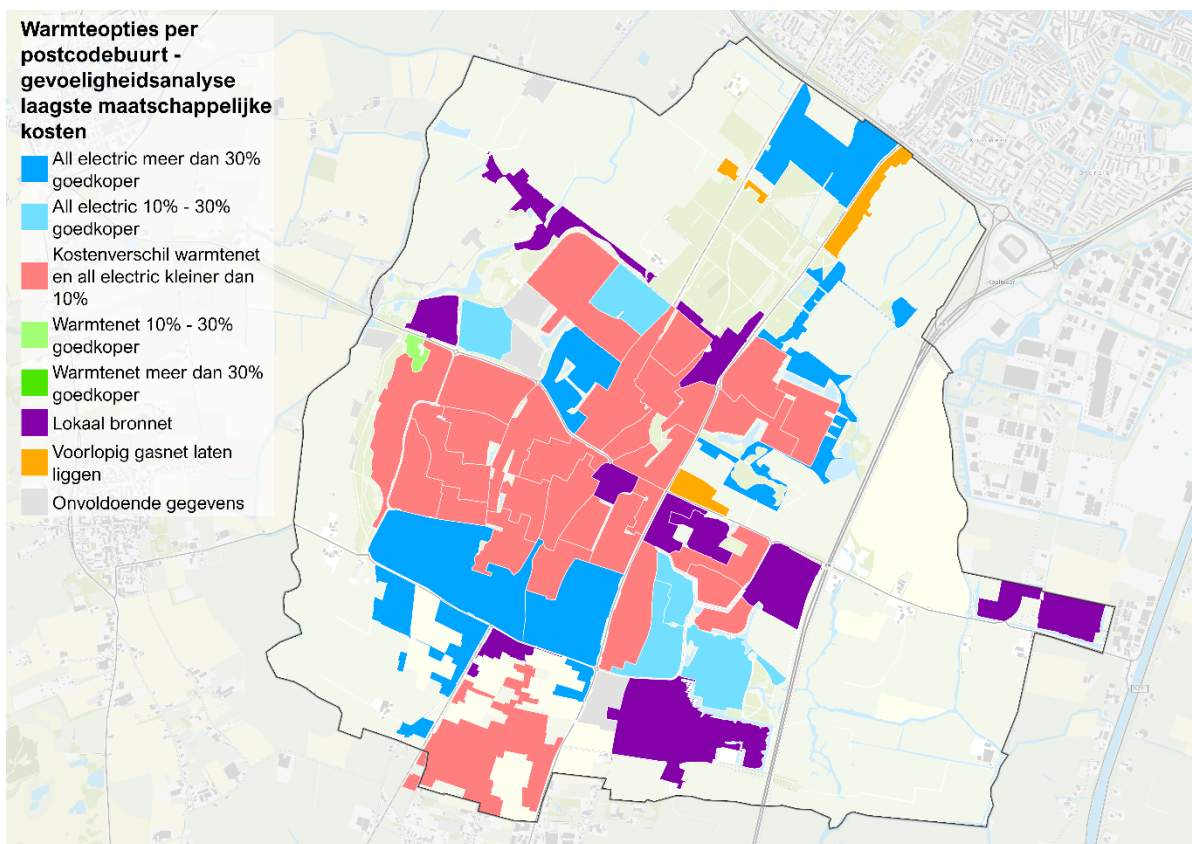 Warmteopties per
postcodebuurt -
gevoeligheidsanalyse
laagste maatschappelijke
kosten
All electric meer dan 30%
goedkoper
All electric 10% - 30%
goedkoper
Kostenverschil warmtenet
en all electric kleiner dan
10%
Warmtenet 10% - 30%
goedkoper
Warmtenet meer dan 30%
goedkoper
Lokaal bronnet
Voorlopig gasnet laten
liggen
Onvoldoende gegevens